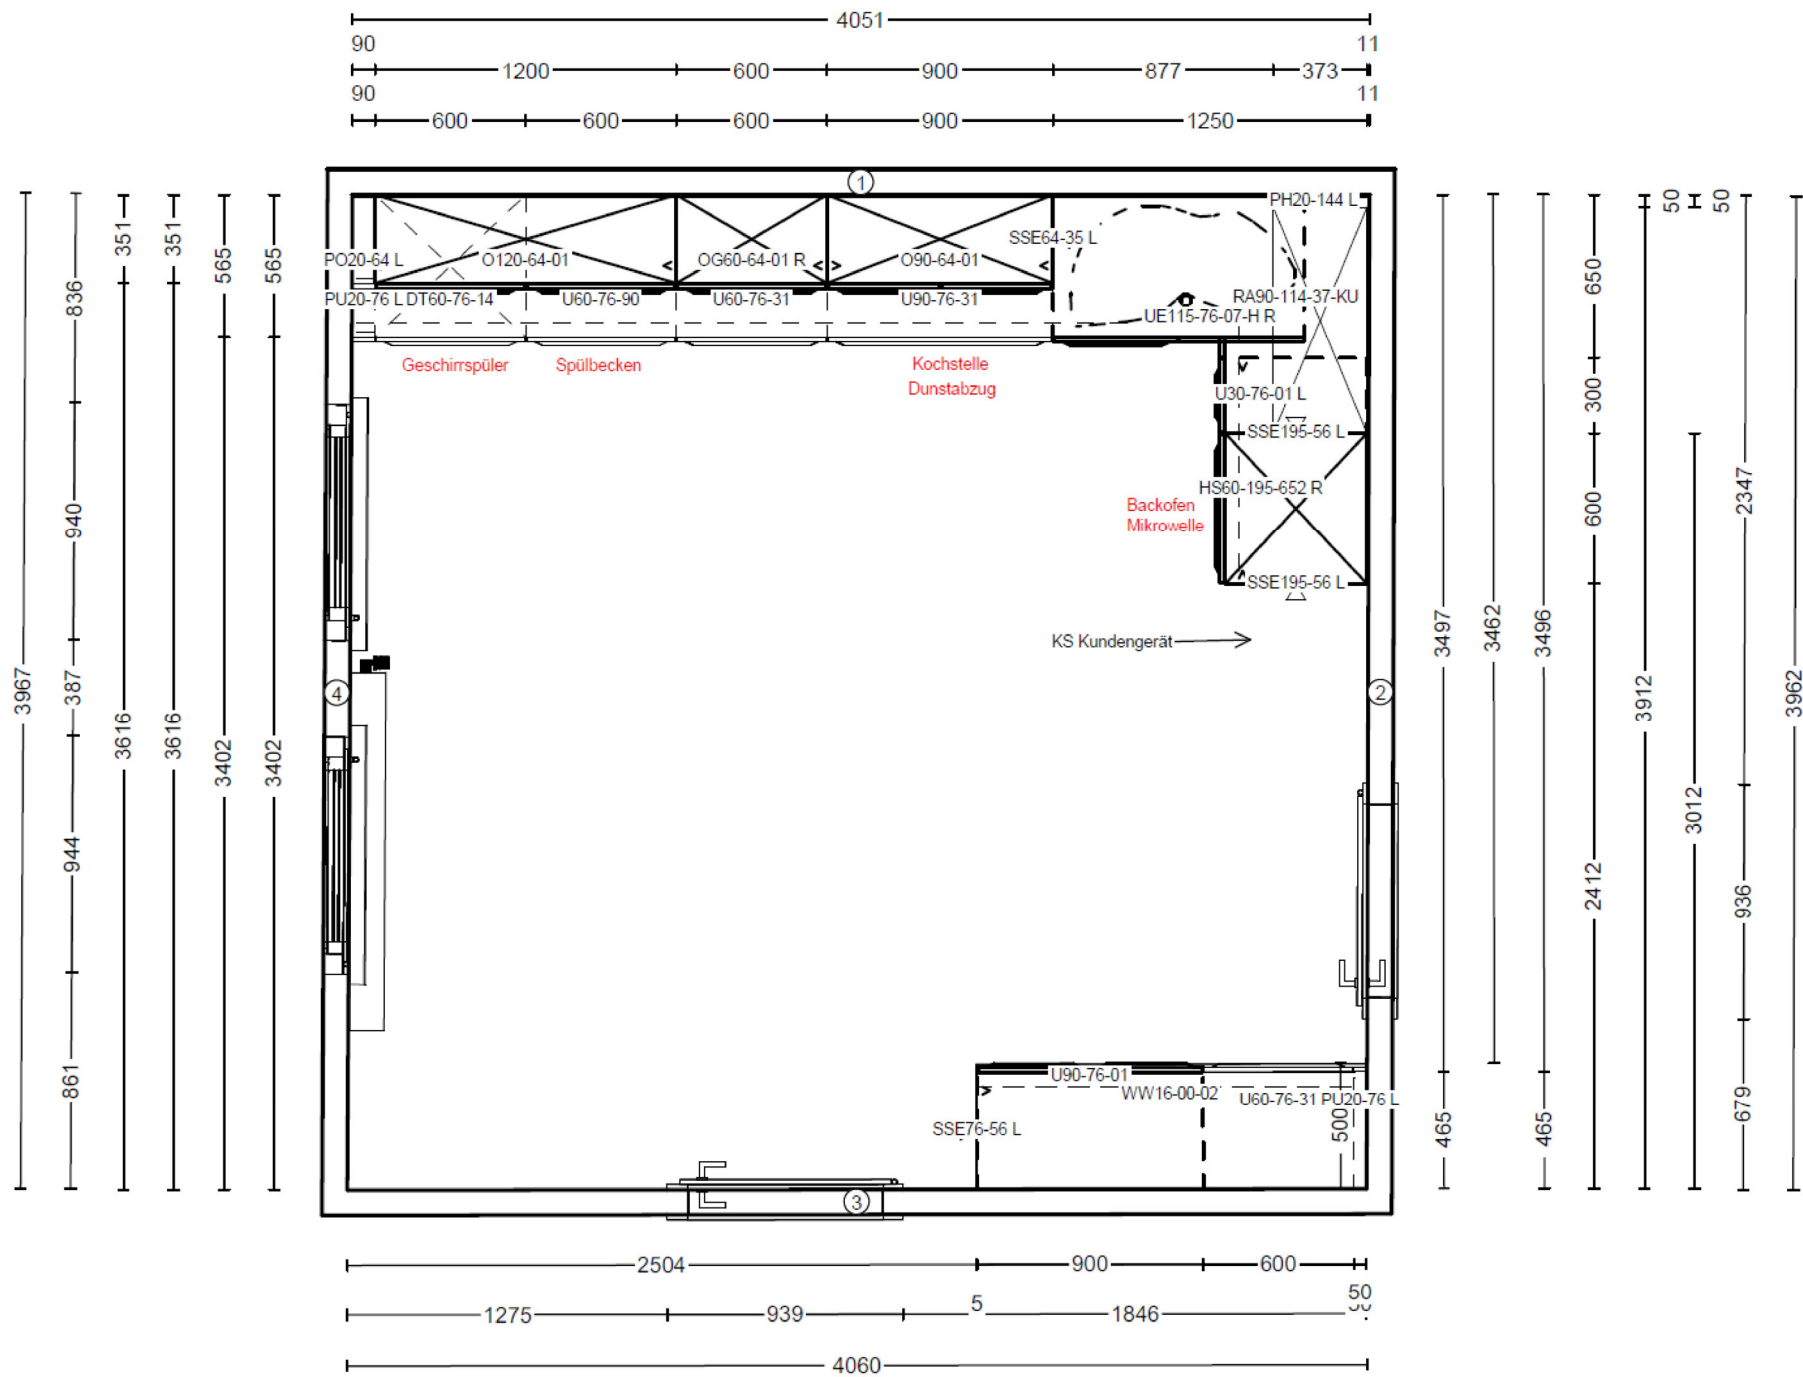 4051
90
11
1200
600
900
877
373
90
11
600
600
600
900
1250
1
PH20-144 L
SSE64-35 L
PO20-64 L
O120-64-01
OG60-64-01 R
O90-64-01
PU20-76 L
DT60-76-14
U60-76-90
U60-76-31
U90-76-31
RA90-114-37-KU
UE115-76-07-H R
Geschirrspüler
Spülbecken
Kochstelle
Dunstabzug
U30-76-01 L
SSE195-56 L
HS60-195-652 R
Backofen
Mikrowelle
SSE195-56 L
KS Kundengerät
4
2
U90-76-01
WW16-00-02
U60-76-31
PU20-76 L
SSE76-56 L
500
3
3967
836
940
387
944
861
351
3616
351
3616
565
3402
565
3402
3497
465
3462
3496
465
650
300
600
2412
3912
50
3012
50
2347
936
679
3962
2504
900
600
50
1275
939
5
1846
4060